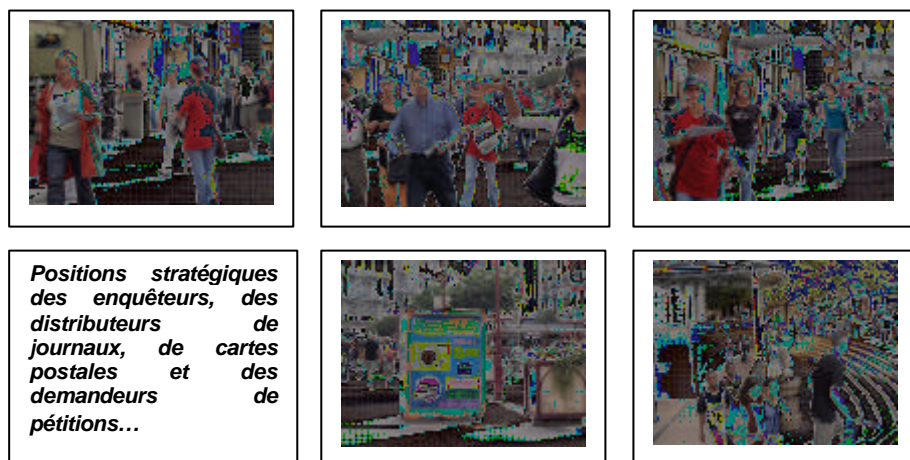 Positions stratégiques
des enquêteurs, des
distributeurs de
journaux, de cartes
postales et des
demandeurs de
pétitions…